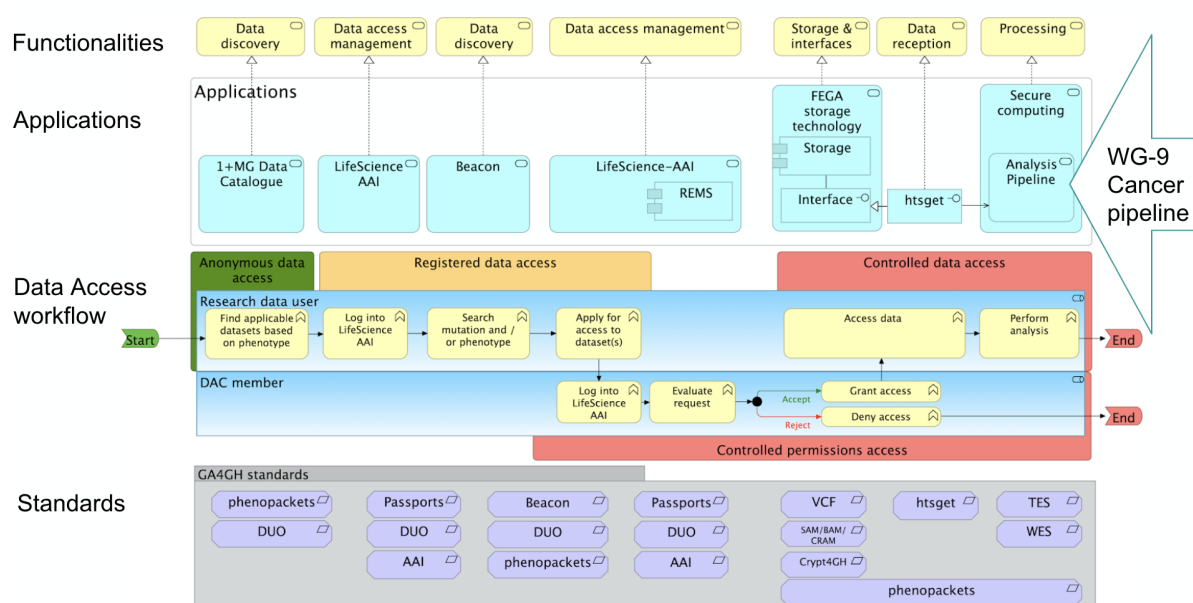 Functionalities
Data
discovery
Data access
management
Data
discovery
Data access management
Storage &
interfaces
Data
reception
Processing
Applications
Applications
1+MG Data
Catalogue
LifeScience
AAI
Beacon
LifeScience-AAI
REMS
FEGA
storage
technology
Storage
Interface
htsget
Secure
computing
Analysis
Pipeline
WG-9
Cancer
pipeline
Data Access
workflow
Anonymous data
access
Registered data access
Controlled data access
Research data user
Start
Find applicable
datasets based
on phenotype
Log into
LifeScience
AAI
Search
mutation and /
or phenotype
Apply for
access to
dataset(s)
Access data
Perform
analysis
End
DAC member
Log into
LifeScience
AAI
Evaluate
request
Accept
Reject
Grant access
Deny access
End
Controlled permissions access
Standards
GA4GH standards
phenopackets
DUO
Passports
DUO
AAI
Beacon
DUO
phenopackets
Passports
DUO
AAI
VCF
SAM/BAM/
CRAM
Crypt4GH
htsget
TES
WES
phenopackets